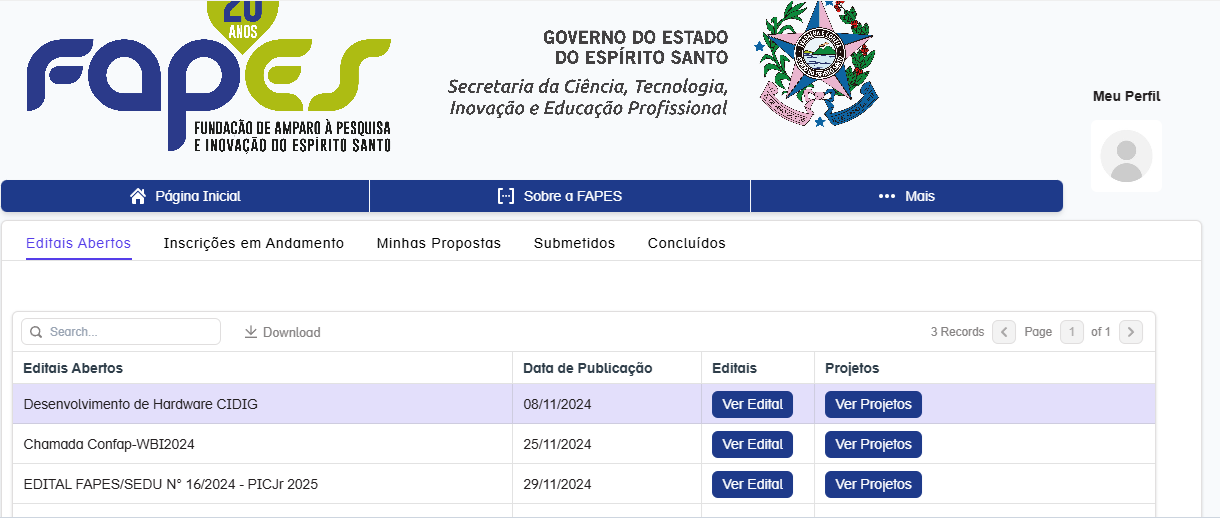 20
ANOS
FAPES
FUNDAÇÃO DE AMPARO À PESQUISA
E INOVAÇÃO DO ESPÍRITO SANTO
GOVERNO DO ESTADO
DO ESPÍRITO SANTO
Secretaria da Ciência, Tecnologia,
Inovação e Educação Profissional
Meu Perfil
Página Inicial
Sobre a FAPES
Mais
Editais Abertos Inscrições em Andamento Minhas Propostas Submetidos Concluídos
Search... Download 3 Records Page 1 of 1
Editais Abertos Data de Publicação Editais Projetos
Desenvolvimento de Hardware CIDIG 08/11/2024 Ver Edital Ver Projetos
Chamada Confap-WBI2024 25/11/2024 Ver Edital Ver Projetos
EDITAL FAPES/SEDU N° 16/2024 - PICJr 2025 29/11/2024 Ver Edital Ver Projetos